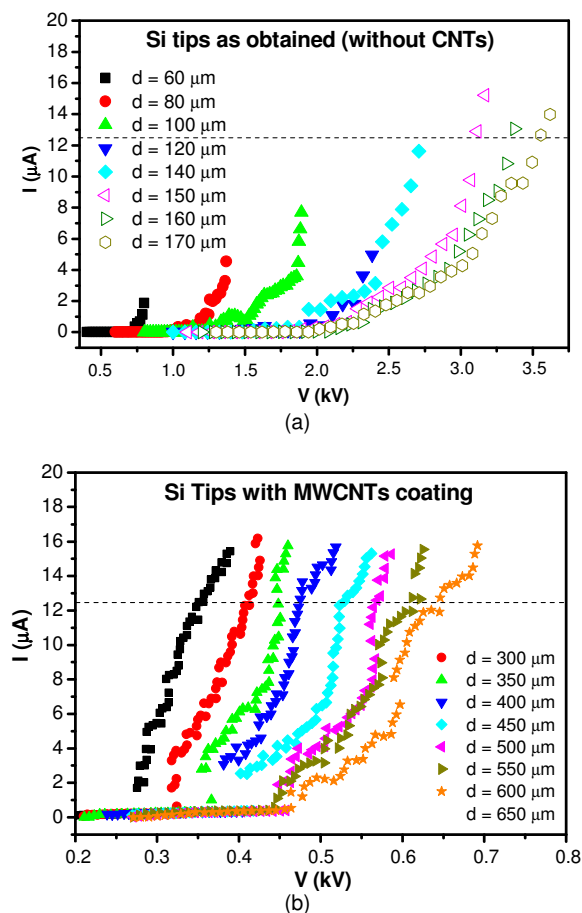 Si tips as obtained (without CNTs)
d = 60 μm
d = 80 μm
d = 100 μm
d = 120 μm
d = 140 μm
d = 150 μm
d = 160 μm
d = 170 μm
I (μA)
20
18
16
14
12
10
8
6
4
2
0
0.5 1.0 1.5 2.0 2.5 3.0 3.5
V (kV)
(a)
Si Tips with MWCNTs coating
I (μA)
20
18
16
14
12
10
8
6
4
2
0
d = 300 μm
d = 350 μm
d = 400 μm
d = 450 μm
d = 500 μm
d = 550 μm
d = 600 μm
d = 650 μm
0.2 0.3 0.4 0.5 0.6 0.7 0.8
V (kV)
(b)